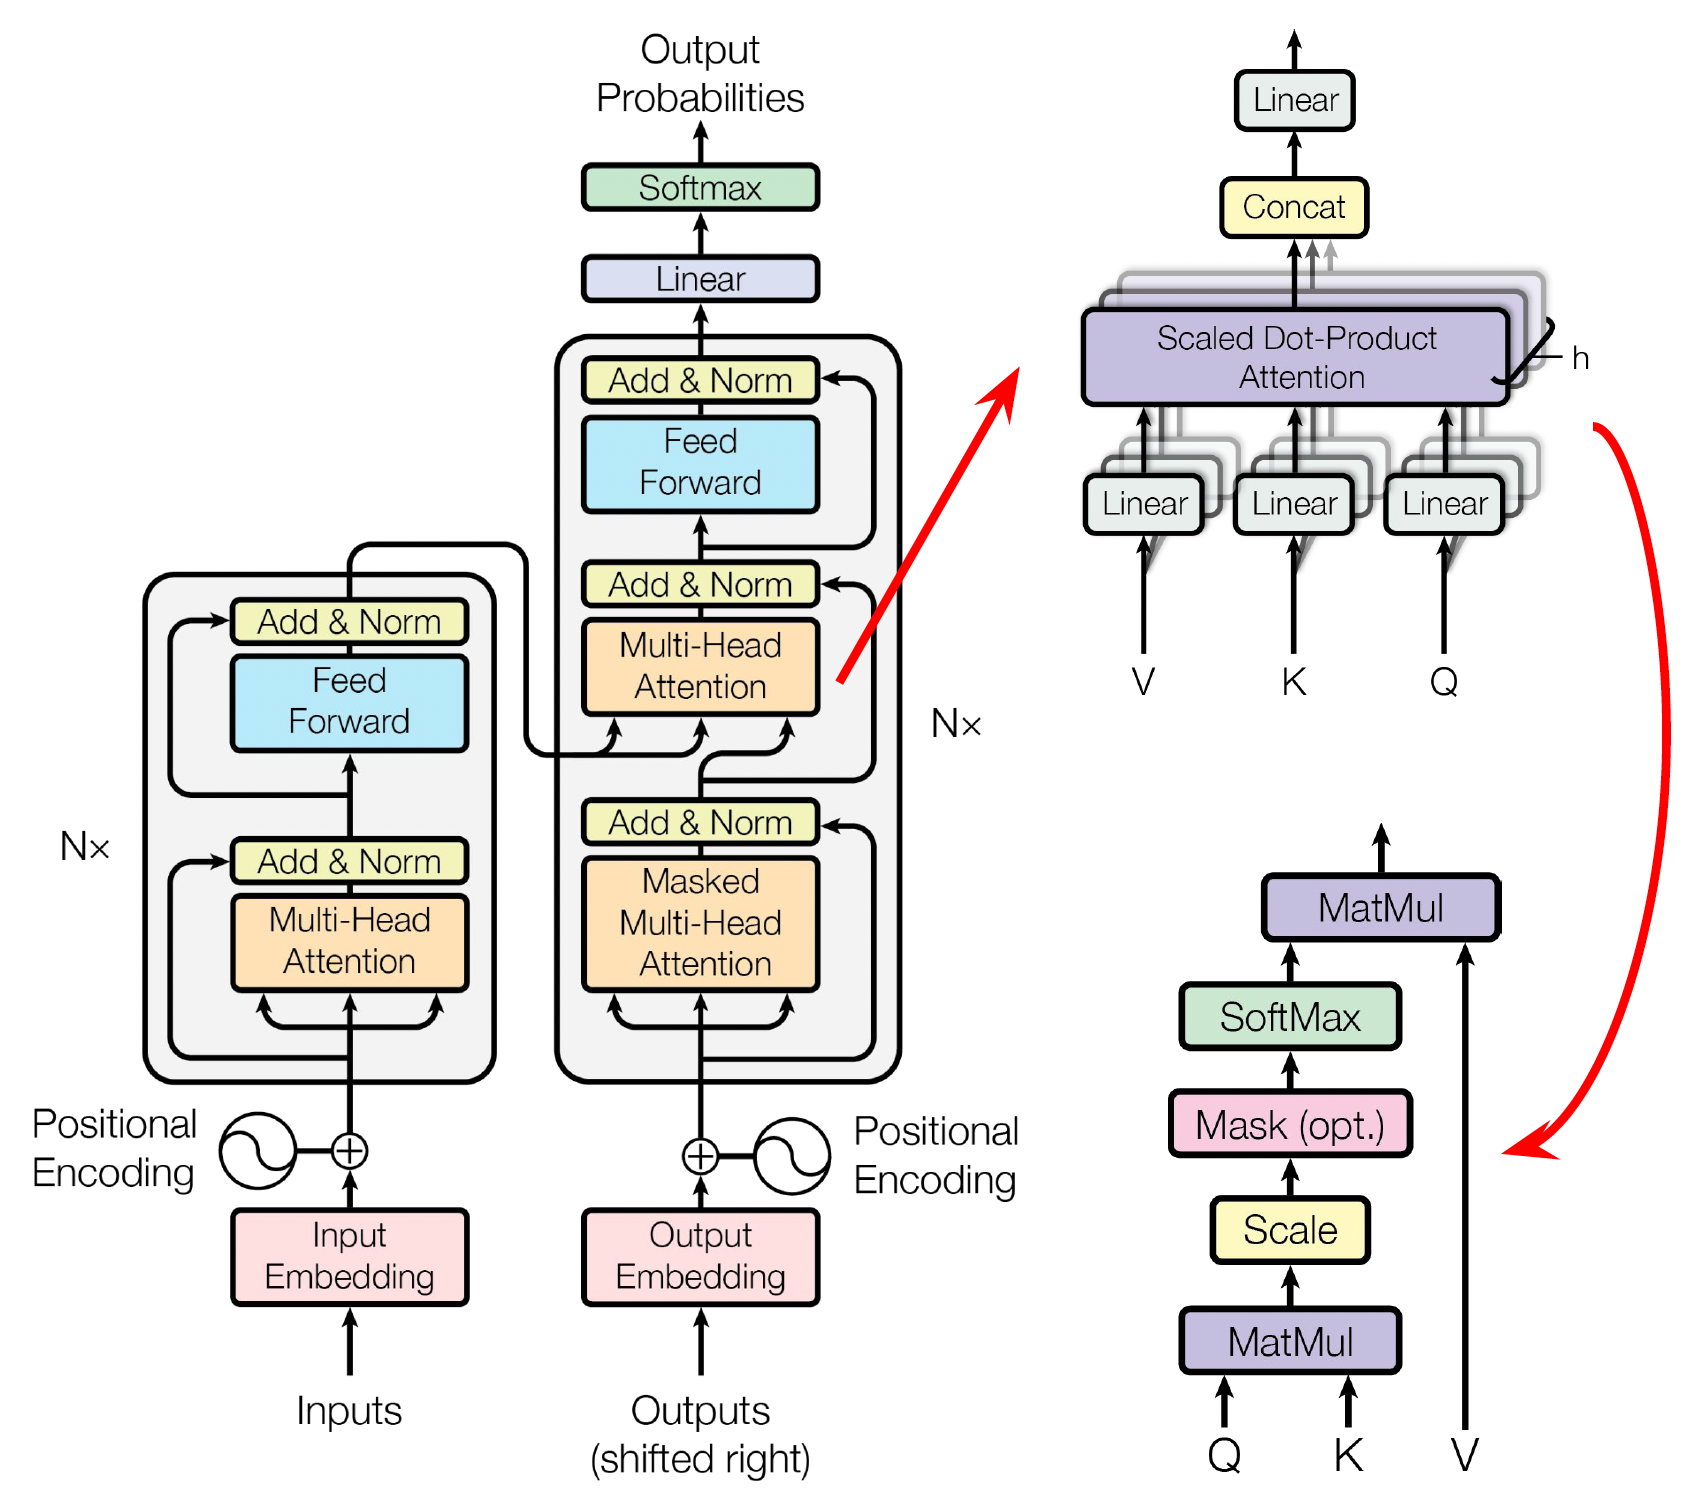 Output
Probabilities
Softmax
Linear
Add & Norm
Feed
Forward
Add & Norm
Multi-Head
Attention
N×
Add & Norm
Masked
Multi-Head
Attention
Positional
Encoding
Output
Embedding
Outputs
(shifted right)
Add & Norm
Feed
Forward
N×
Add & Norm
Multi-Head
Attention
Positional
Encoding
Input
Embedding
Inputs
Linear
Concat
Scaled Dot-Product
Attention
h
Linear
Linear
Linear
V
K
Q
MatMul
SoftMax
Mask (opt.)
Scale
MatMul
Q
K
V